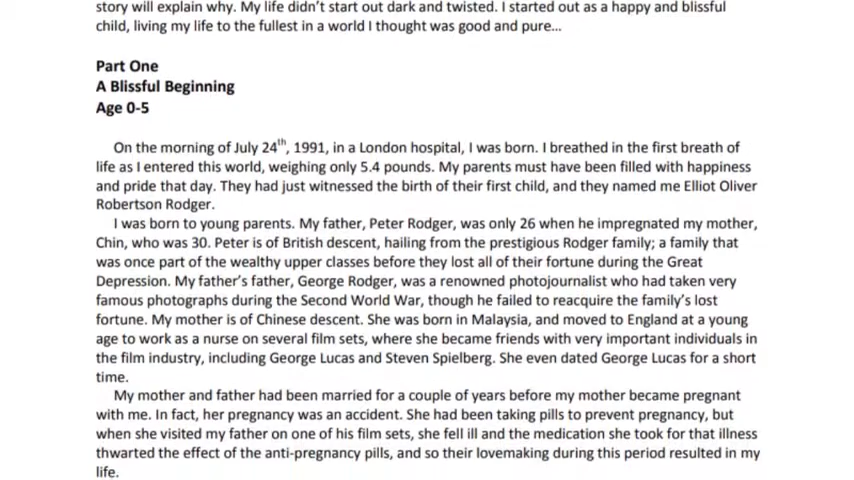 story will explain why. My life didn't start out dark and twisted. I started out as a happy and blissful
child, living my life to the fullest in a world I thought was good and pure…
Part One
A Blissful Beginning
Age 0-5
On the morning of July 24th, 1991, in a London hospital, I was born. I breathed in the first breath of
life as I entered this world, weighing only 5.4 pounds. My parents must have been filled with happiness
and pride that day. They had just witnessed the birth of their first child, and they named me Elliot Oliver
Robertson Rodger.
I was born to young parents. My father, Peter Rodger, was only 26 when he impregnated my mother,
Chin, who was 30. Peter is of British descent, hailing from the prestigious Rodger family; a family that
was once part of the wealthy upper classes before they lost all of their fortune during the Great
Depression. My father's father, George Rodger, was a renowned photojournalist who had taken very
famous photographs during the Second World War, though he failed to reacquire the family's lost
fortune. My mother is of Chinese descent. She was born in Malaysia, and moved to England at a young
age to work as a nurse on several film sets, where she became friends with very important individuals in
the film industry, including George Lucas and Steven Spielberg. She even dated George Lucas for a short
time.
My mother and father had been married for a couple of years before my mother became pregnant
with me. In fact, her pregnancy was an accident. She had been taking pills to prevent pregnancy, but
when she visited my father on one of his film sets, she fell ill and the medication she took for that illness
thwarted the effect of the anti-pregnancy pills, and so their lovemaking during this period resulted in my
life.